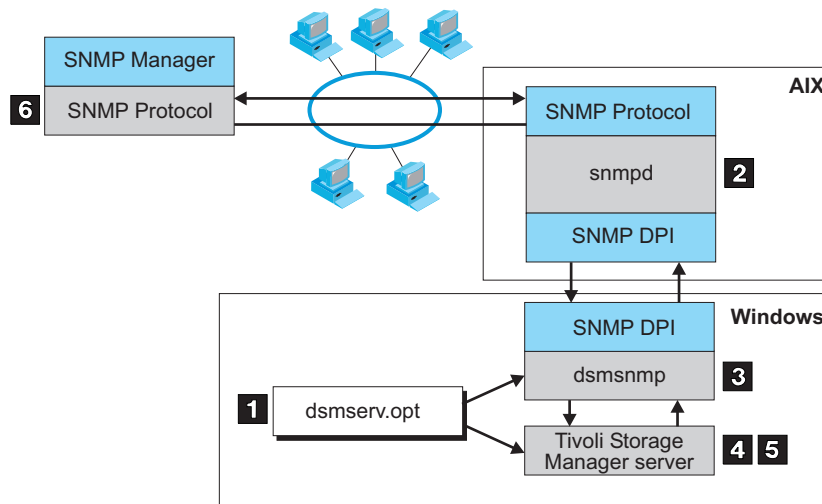 SNMP Manager
SNMP Protocol
6
AIX
SNMP Protocol
snmpd
2
SNMP DPI
Windows
SNMP DPI
dsmsnmp
3
1
dsmserv.opt
Tivoli Storage
Manager server
4 5